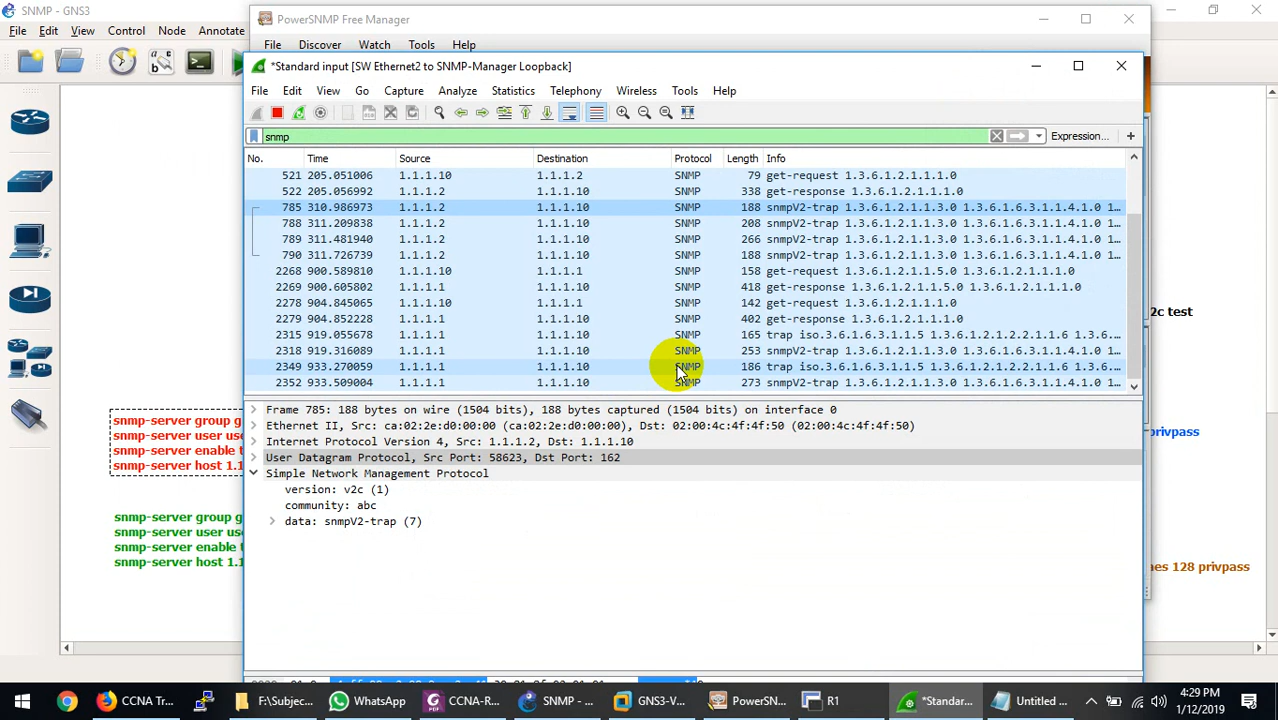 SNMP - GNS3
File Edit View Control Node Annotate
PowerSNMP Free Manager
File Discover Watch Tools Help
*Standard input [SW Ethernet2 to SNMP-Manager Loopback]
File Edit View Go Capture Analyze Statistics Telephony Wireless Tools Help
snmp
Expression...
No. Time Source Destination Protocol Length Info
521 205.051006 1.1.1.10 1.1.1.2 SNMP 79 get-request 1.3.6.1.2.1.1.1.0
522 205.056992 1.1.1.2 1.1.1.10 SNMP 338 get-response 1.3.6.1.2.1.1.1.0
785 310.986973 1.1.1.2 1.1.1.10 SNMP 188 snmpV2-trap 1.3.6.1.2.1.1.3.0 1.3.6.1.6.3.1.1.4.1.0 1…
788 311.209838 1.1.1.2 1.1.1.10 SNMP 208 snmpV2-trap 1.3.6.1.2.1.1.3.0 1.3.6.1.6.3.1.1.4.1.0 1…
789 311.481940 1.1.1.2 1.1.1.10 SNMP 266 snmpV2-trap 1.3.6.1.2.1.1.3.0 1.3.6.1.6.3.1.1.4.1.0 1…
790 311.726739 1.1.1.2 1.1.1.10 SNMP 188 snmpV2-trap 1.3.6.1.2.1.1.3.0 1.3.6.1.6.3.1.1.4.1.0 1…
2268 900.589810 1.1.1.10 1.1.1.1 SNMP 158 get-request 1.3.6.1.2.1.1.5.0 1.3.6.1.2.1.1.1.0
2269 900.605802 1.1.1.1 1.1.1.10 SNMP 418 get-response 1.3.6.1.2.1.1.5.0 1.3.6.1.2.1.1.1.0
2278 904.845065 1.1.1.10 1.1.1.1 SNMP 142 get-request 1.3.6.1.2.1.1.1.0
2279 904.852228 1.1.1.1 1.1.1.10 SNMP 402 get-response 1.3.6.1.2.1.1.1.0
2315 919.055678 1.1.1.1 1.1.1.10 SNMP 165 trap iso.3.6.1.6.3.1.1.5 1.3.6.1.2.1.2.2.1.1.6 1.3.6.…
2318 919.316089 1.1.1.1 1.1.1.10 SNMP 253 snmpV2-trap 1.3.6.1.2.1.1.3.0 1.3.6.1.6.3.1.1.4.1.0 1…
2349 933.270059 1.1.1.1 1.1.1.10 SNMP 186 trap iso.3.6.1.6.3.1.1.5 1.3.6.1.2.1.2.2.1.1.6 1.3.6.…
2352 933.509004 1.1.1.1 1.1.1.10 SNMP 273 snmpV2-trap 1.3.6.1.2.1.1.3.0 1.3.6.1.6.3.1.1.4.1.0 1…
Frame 785: 188 bytes on wire (1504 bits), 188 bytes captured (1504 bits) on interface 0
Ethernet II, Src: ca:02:2e:d0:00:00 (ca:02:2e:d0:00:00), Dst: 02:00:4c:4f:4f:50 (02:00:4c:4f:4f:50)
Internet Protocol Version 4, Src: 1.1.1.2, Dst: 1.1.1.10
User Datagram Protocol, Src Port: 58623, Dst Port: 162
Simple Network Management Protocol
version: v2c (1)
community: abc
data: snmpV2-trap (7)
snmp-server group g
snmp-server user use
snmp-server enable t
snmp-server host 1.1
snmp-server group g
snmp-server user use
snmp-server enable t
snmp-server host 1.1
2c test
privpass
aes 128 privpass
CCNA Tr...
F:\Subjec...
WhatsApp
CCNA-R...
SNMP - ...
GNS3-V...
PowerSN...
R1
*Standar...
Untitled ...
4:29 PM
1/12/2019